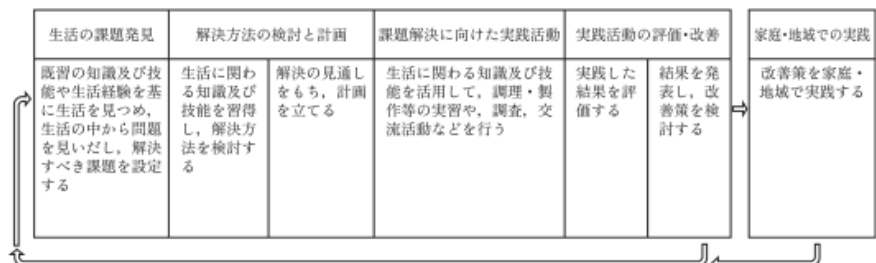 生活の課題発見
解決方法の検討と計画
課題解決に向けた実践活動
実践活動の評価・改善
家庭・地域での実践
既習の知識及び技
能や生活経験を基
に生活を見つめ，
生活の中から問題
を見いだし，解決
すべき課題を設定
する
生活に関わ
る知識及び
技能を習得
し，解決方
法を検討す
る
解決の見通し
をもち，計画
を立てる
生活に関わる知識及び技
能を活用して，調理・製
作等の実習や，調査，交
流活動などを行う
実践した
結果を評
価する
結果を発
表し，改
善策を検
討する
改善策を家庭・
地域で実践する